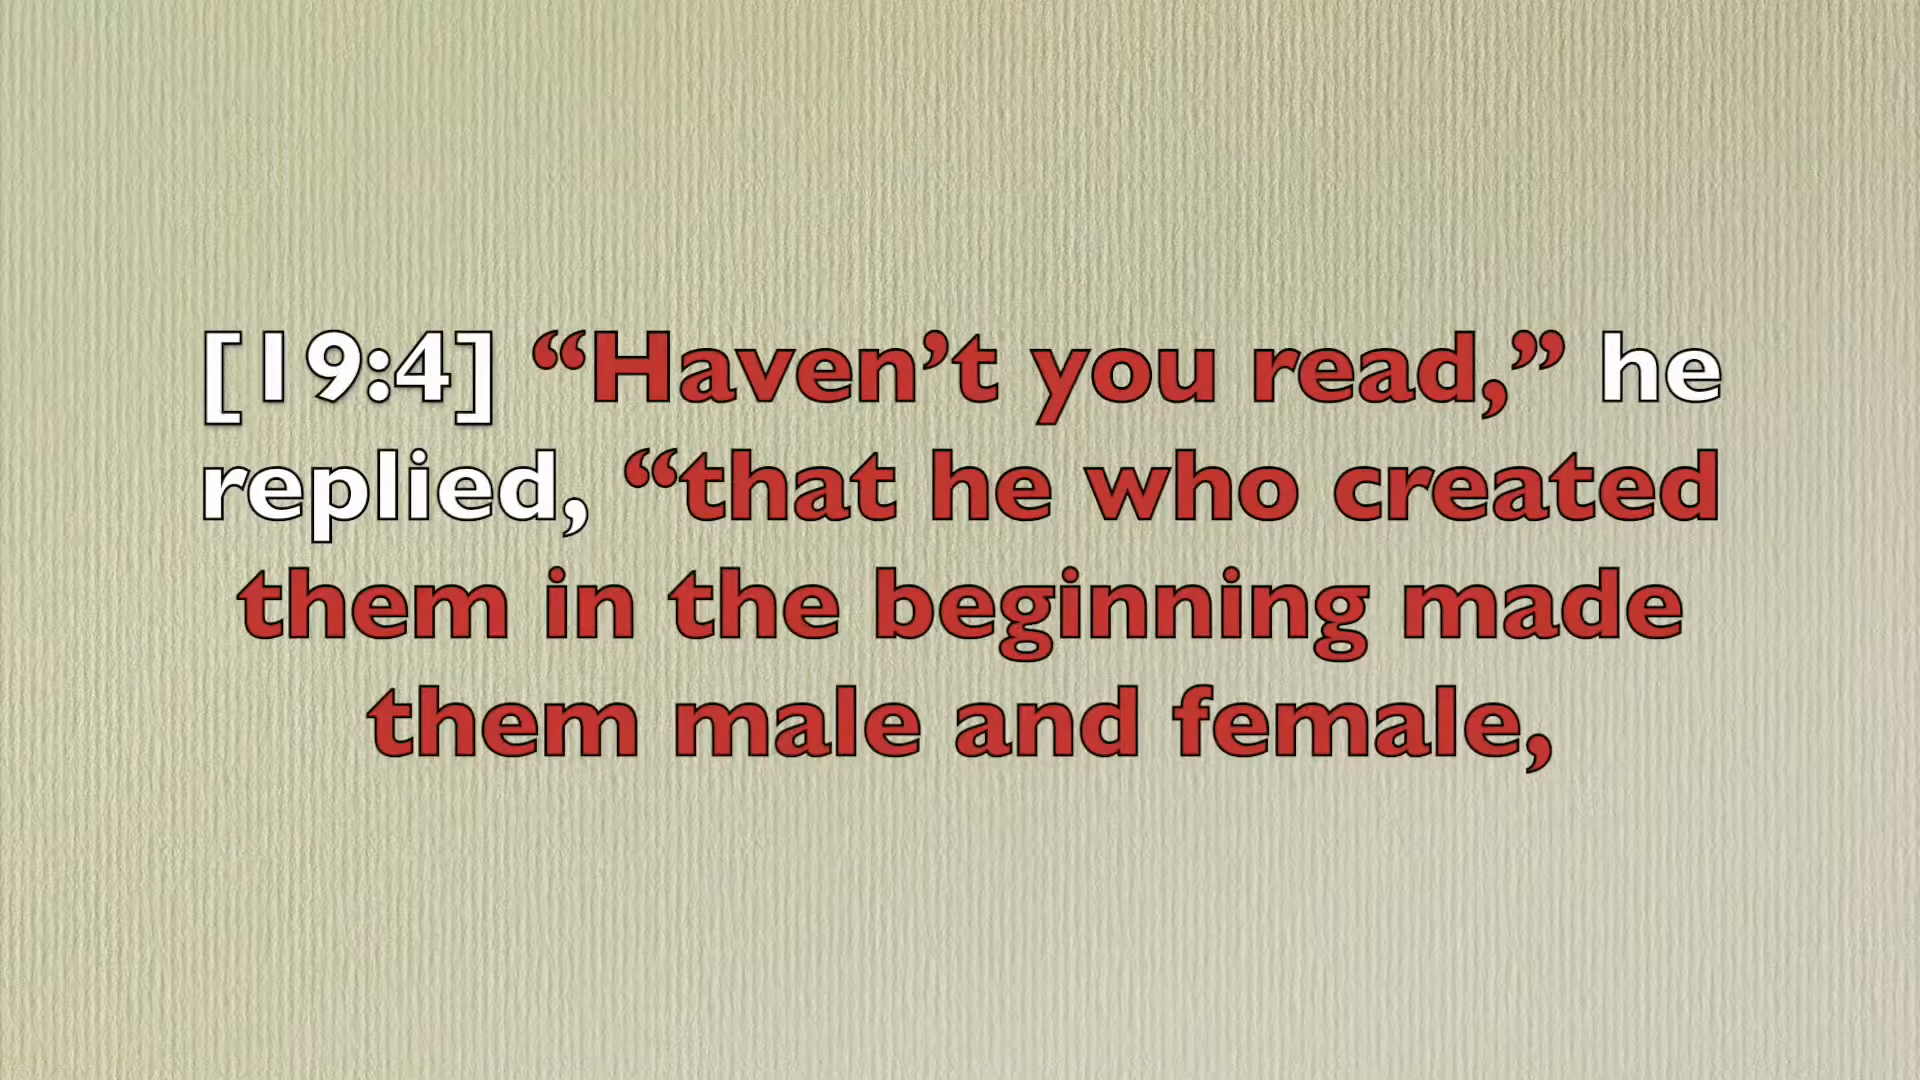 [19:4] “Haven’t you read,” he
replied, “that he who created
them in the beginning made
them male and female,